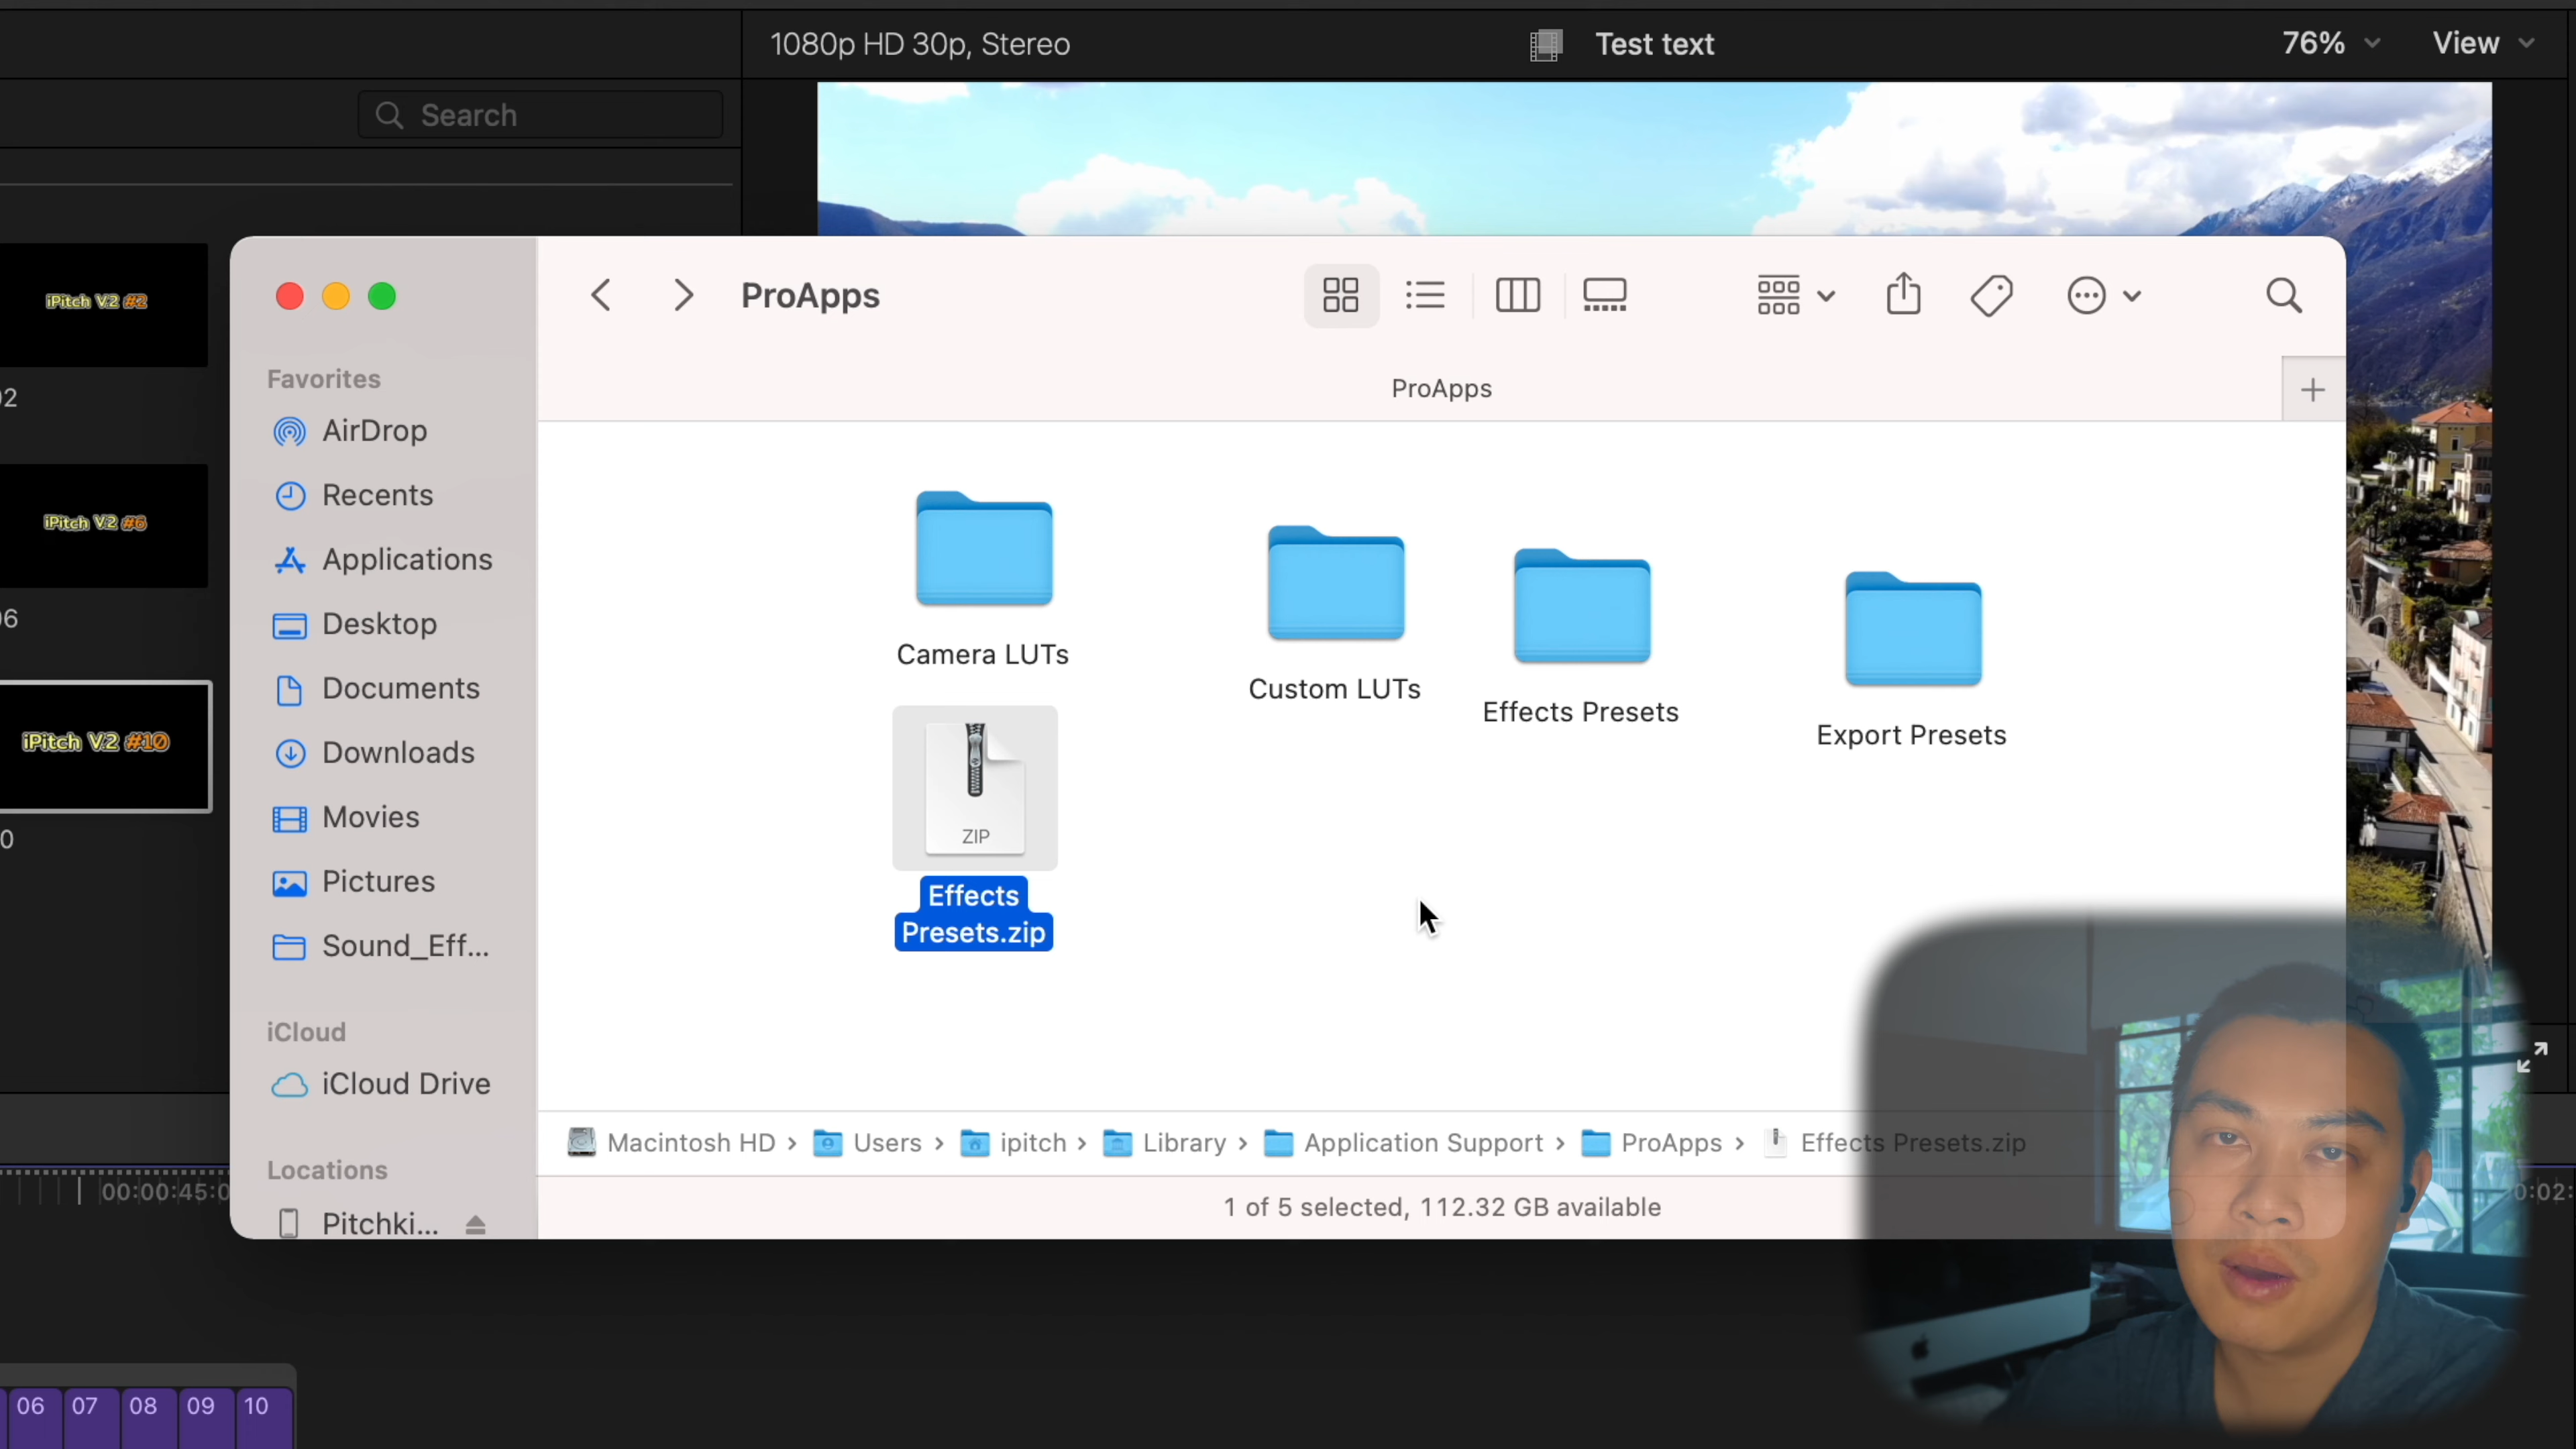 1080p HD 30p, Stereo
Test text
76%
View
Search
iPitch V.2 #2
02
iPitch V.2 #6
06
iPitch V.2 #10
0
ProApps
ProApps
Favorites
AirDrop
Recents
Applications
Desktop
Documents
Downloads
Movies
Pictures
Sound_Eff...
iCloud
iCloud Drive
Locations
Pitchki...
Camera LUTs
Custom LUTs
Effects Presets
Export Presets
ZIP
Effects
Presets.zip
Macintosh HD › Users › ipitch › Library › Application Support › ProApps › Effects Presets.zip
1 of 5 selected, 112.32 GB available
00:00:45:0
0:02:
06 07 08 09 10